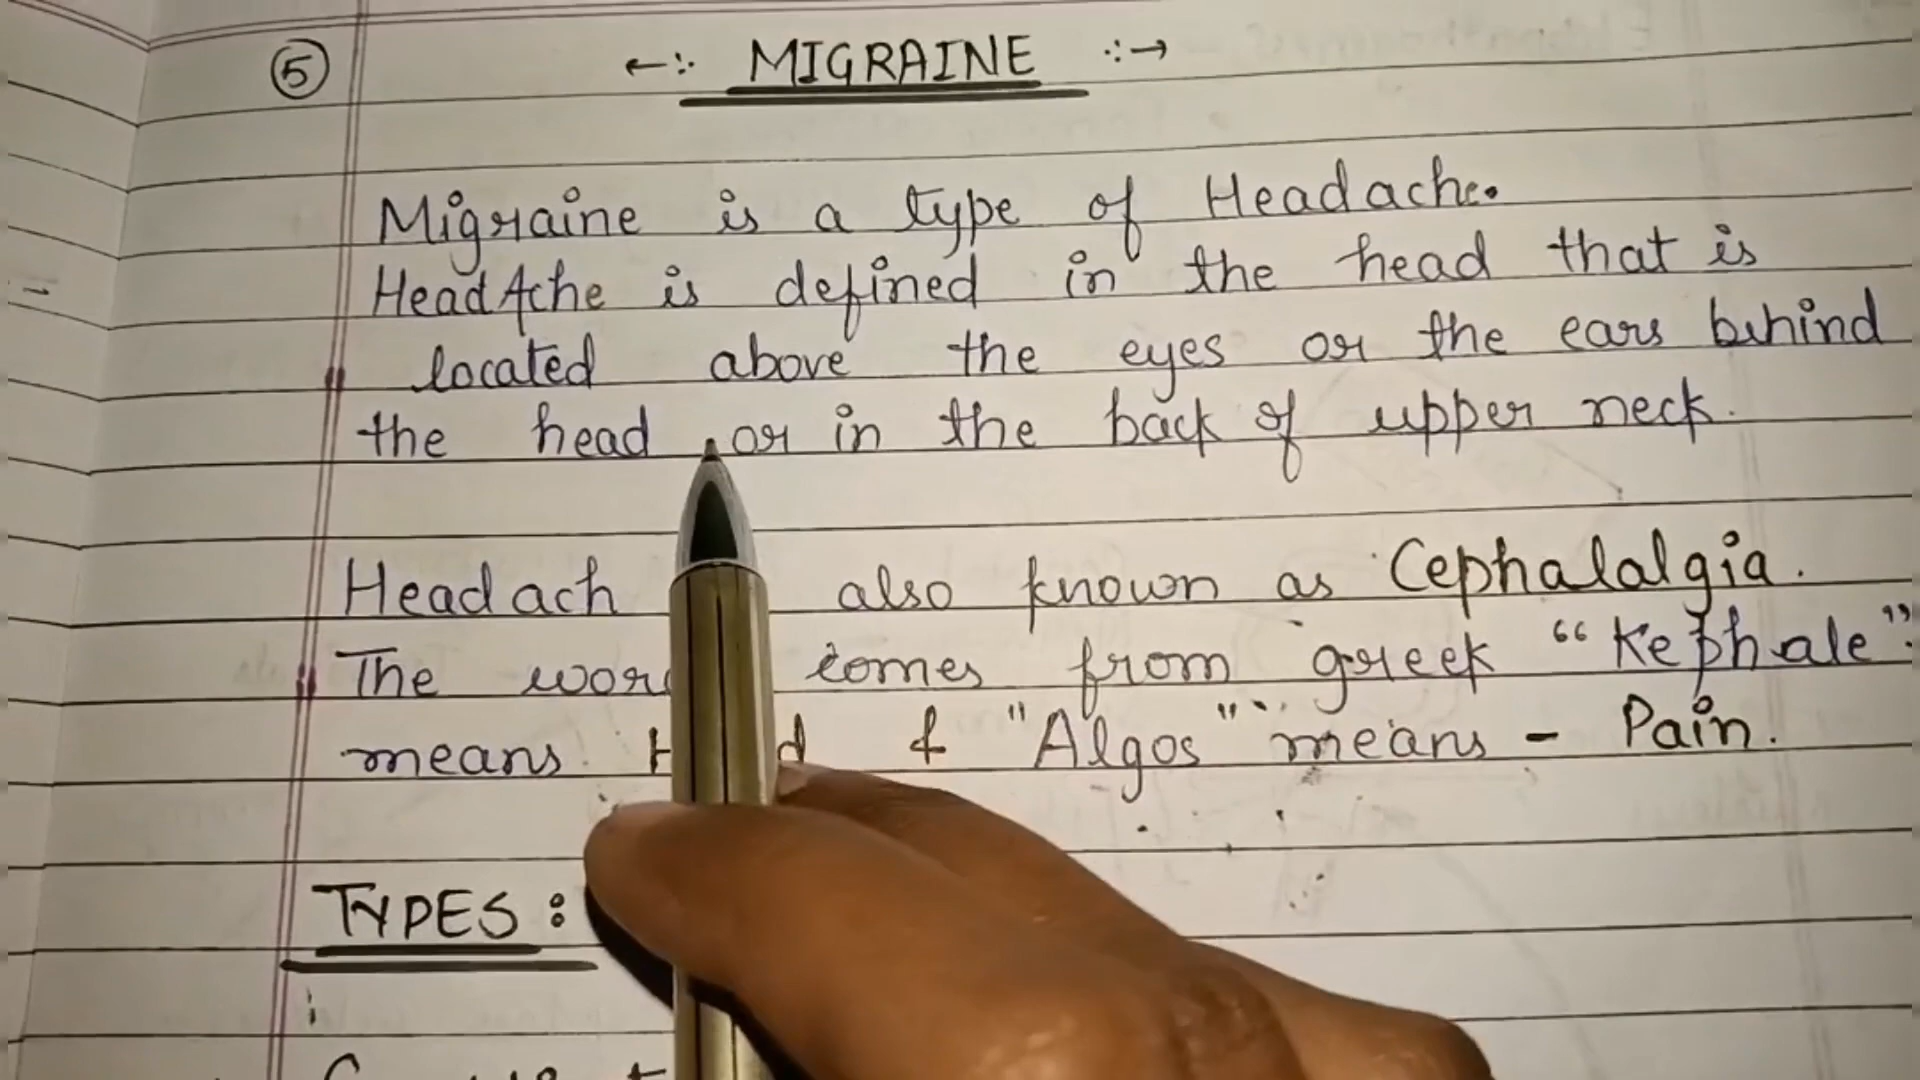 5
MIGRAINE
Migraine is a type of Headache.
HeadAche is defined in the head that is
located above the eyes or the ears behind
the head or in the back of upper neck.
Headach also known as Cephalalgia.
The comes from greek "Kephale"
means & "Algos" means - Pain.
TYPES :